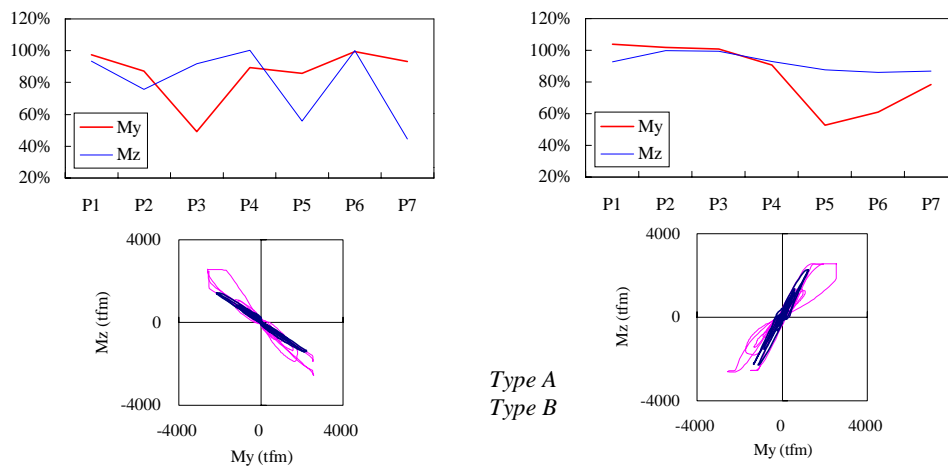 120%
100%
80%
60%
40%
20%
My
Mz
P1 P2 P3 P4 P5 P6 P7
120%
100%
80%
60%
40%
20%
My
Mz
P1 P2 P3 P4 P5 P6 P7
4000
0
-4000
Mz (tfm)
-4000 0 4000
My (tfm)
Type A
Type B
4000
0
-4000
Mz (tfm)
-4000 0 4000
My (tfm)